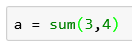 a = sum(3,4)